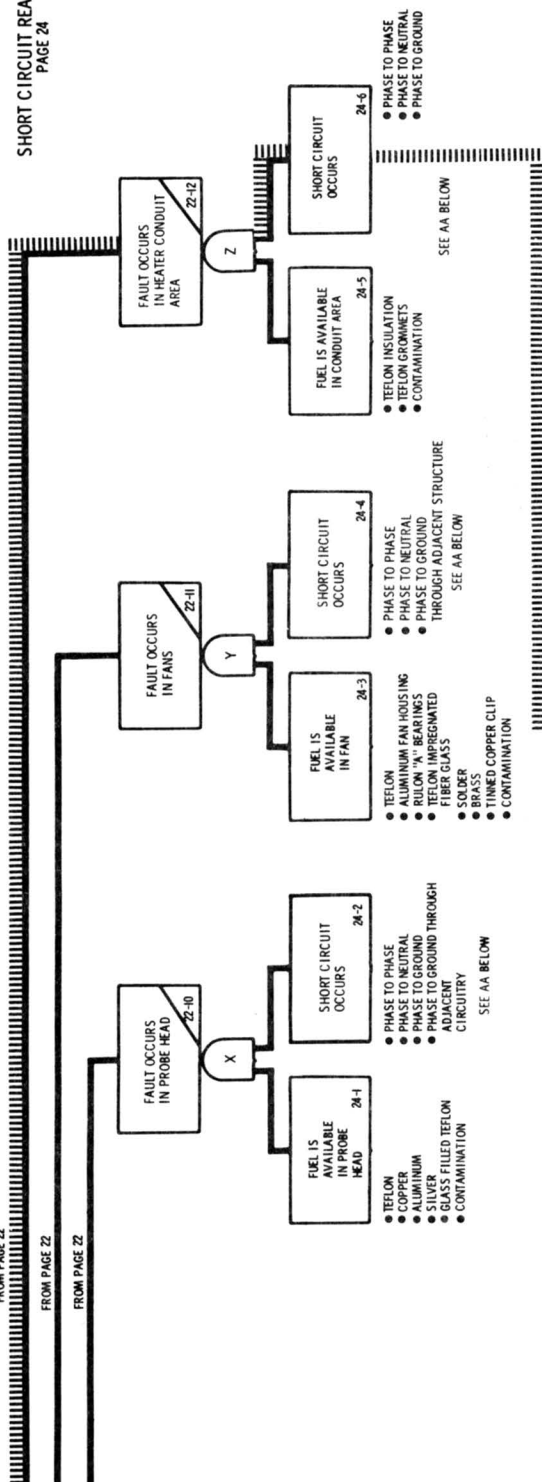 SHORT CIRCUIT REA
PAGE 24
FROM PAGE 22
FROM PAGE 22
FROM PAGE 22
FAULT OCCURS
IN PROBE HEAD
22-10
X
FUEL IS
AVAILABLE
IN PROBE
HEAD
24-1
● TEFLON
● COPPER
● ALUMINUM
● SILVER
● GLASS FILLED TEFLON
● CONTAMINATION
SHORT CIRCUIT
OCCURS
24-2
● PHASE TO PHASE
● PHASE TO NEUTRAL
● PHASE TO GROUND
● PHASE TO GROUND THROUGH
ADJACENT
CIRCUITRY
SEE AA BELOW
FAULT OCCURS
IN FANS
22-11
Y
FUEL IS
AVAILABLE
IN FAN
24-3
● TEFLON
● ALUMINUM FAN HOUSING
● RULON "A" BEARINGS
● TEFLON IMPREGNATED
FIBER GLASS
● SOLDER
● BRASS
● TINNED COPPER CLIP
● CONTAMINATION
SHORT CIRCUIT
OCCURS
24-4
● PHASE TO PHASE
● PHASE TO NEUTRAL
● PHASE TO GROUND
THROUGH ADJACENT STRUCTURE
SEE AA BELOW
FAULT OCCURS
IN HEATER CONDUIT
AREA
22-12
Z
FUEL IS AVAILABLE
IN CONDUIT AREA
24-5
● TEFLON INSULATION
● TEFLON GROMMETS
● CONTAMINATION
SHORT CIRCUIT
OCCURS
24-6
● PHASE TO PHASE
● PHASE TO NEUTRAL
● PHASE TO GROUND
SEE AA BELOW